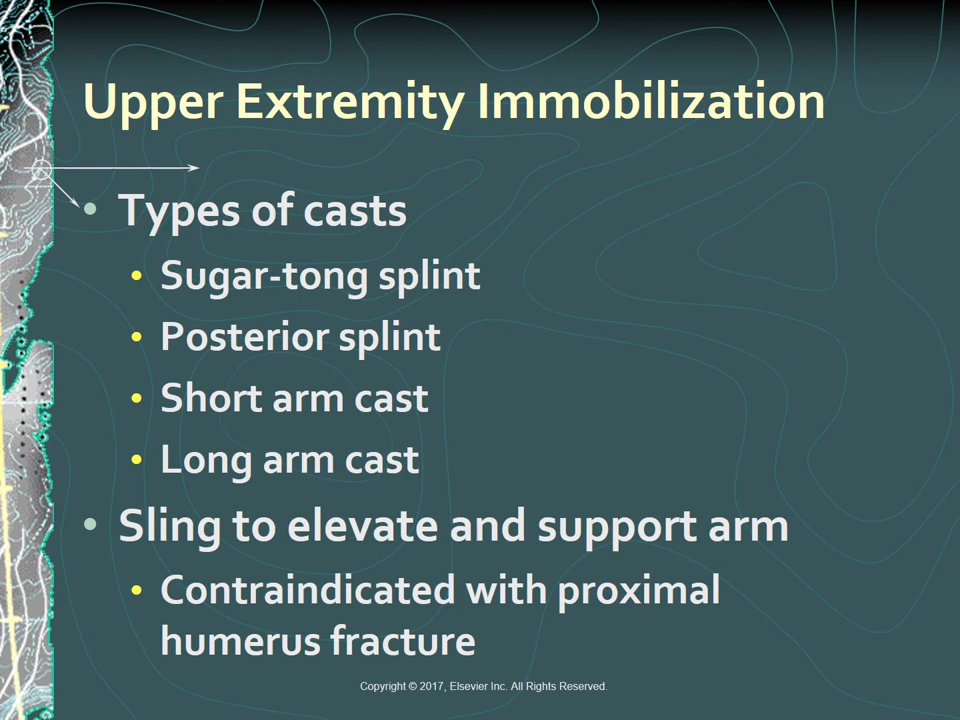 Upper Extremity Immobilization
• Types of casts
• Sugar-tong splint
• Posterior splint
• Short arm cast
• Long arm cast
• Sling to elevate and support arm
• Contraindicated with proximal
humerus fracture
Copyright © 2017, Elsevier Inc. All Rights Reserved.